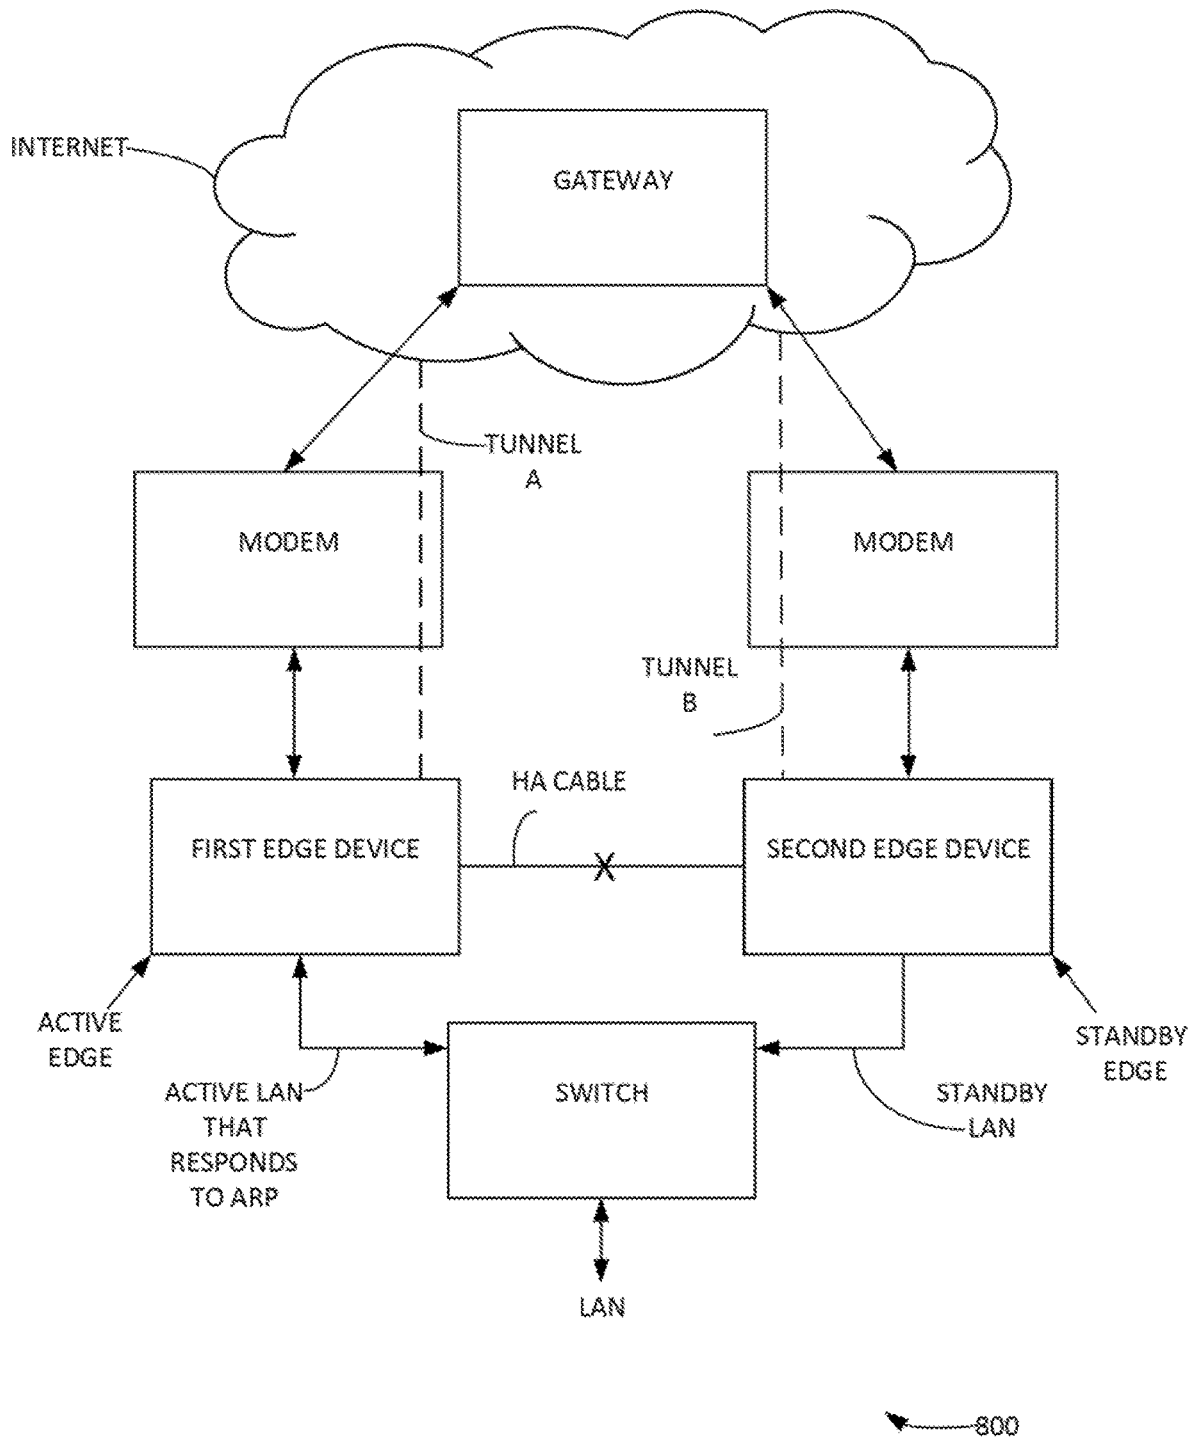 INTERNET
GATEWAY
TUNNEL
A
MODEM
MODEM
TUNNEL
B
HA CABLE
FIRST EDGE DEVICE
X
SECOND EDGE DEVICE
ACTIVE
EDGE
STANDBY
EDGE
ACTIVE LAN
THAT
RESPONDS
TO ARP
SWITCH
STANDBY
LAN
LAN
800